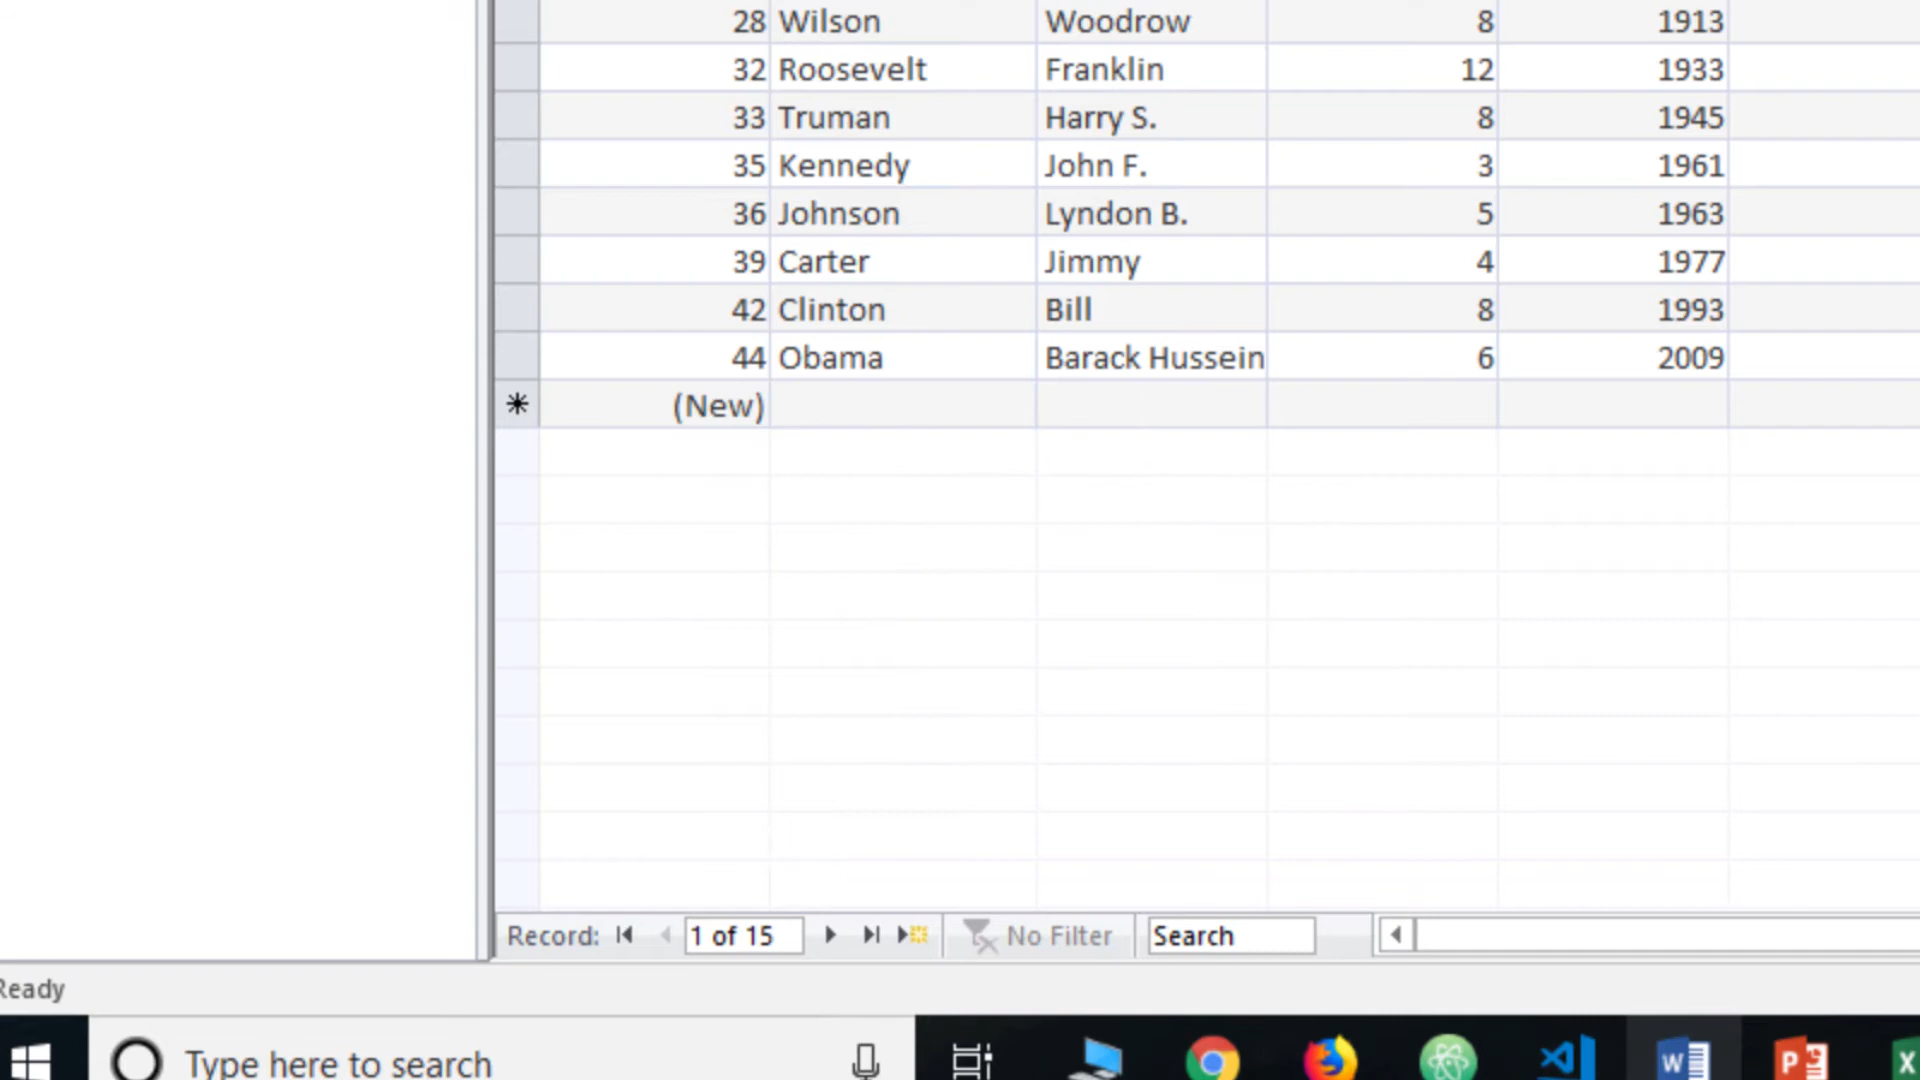 28 Wilson Woodrow 8 1913
32 Roosevelt Franklin 12 1933
33 Truman Harry S. 8 1945
35 Kennedy John F. 3 1961
36 Johnson Lyndon B. 5 1963
39 Carter Jimmy 4 1977
42 Clinton Bill 8 1993
44 Obama Barack Hussein 6 2009
(New)
Record: 1 of 15 No Filter Search
Ready
Type here to search